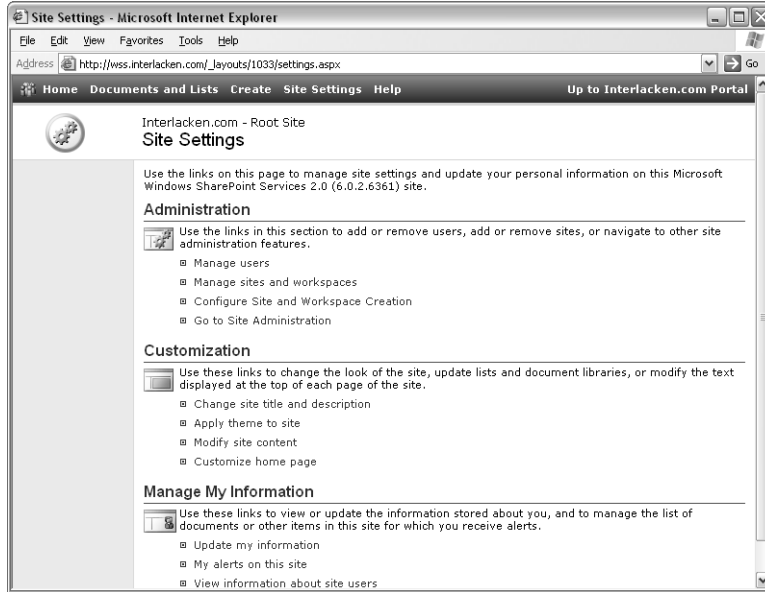 Site Settings - Microsoft Internet Explorer
File Edit View Favorites Tools Help
Address http://wss.interlacken.com/_layouts/1033/settings.aspx Go
Home Documents and Lists Create Site Settings Help Up to Interlacken.com Portal
Interlacken.com - Root Site
Site Settings
Use the links on this page to manage site settings and update your personal information on this Microsoft
Windows SharePoint Services 2.0 (6.0.2.6361) site.
Administration
Use the links in this section to add or remove users, add or remove sites, or navigate to other site
administration features.
Manage users
Manage sites and workspaces
Configure Site and Workspace Creation
Go to Site Administration
Customization
Use these links to change the look of the site, update lists and document libraries, or modify the text
displayed at the top of each page of the site.
Change site title and description
Apply theme to site
Modify site content
Customize home page
Manage My Information
Use these links to view or update the information stored about you, and to manage the list of
documents or other items in this site for which you receive alerts.
Update my information
My alerts on this site
View information about site users